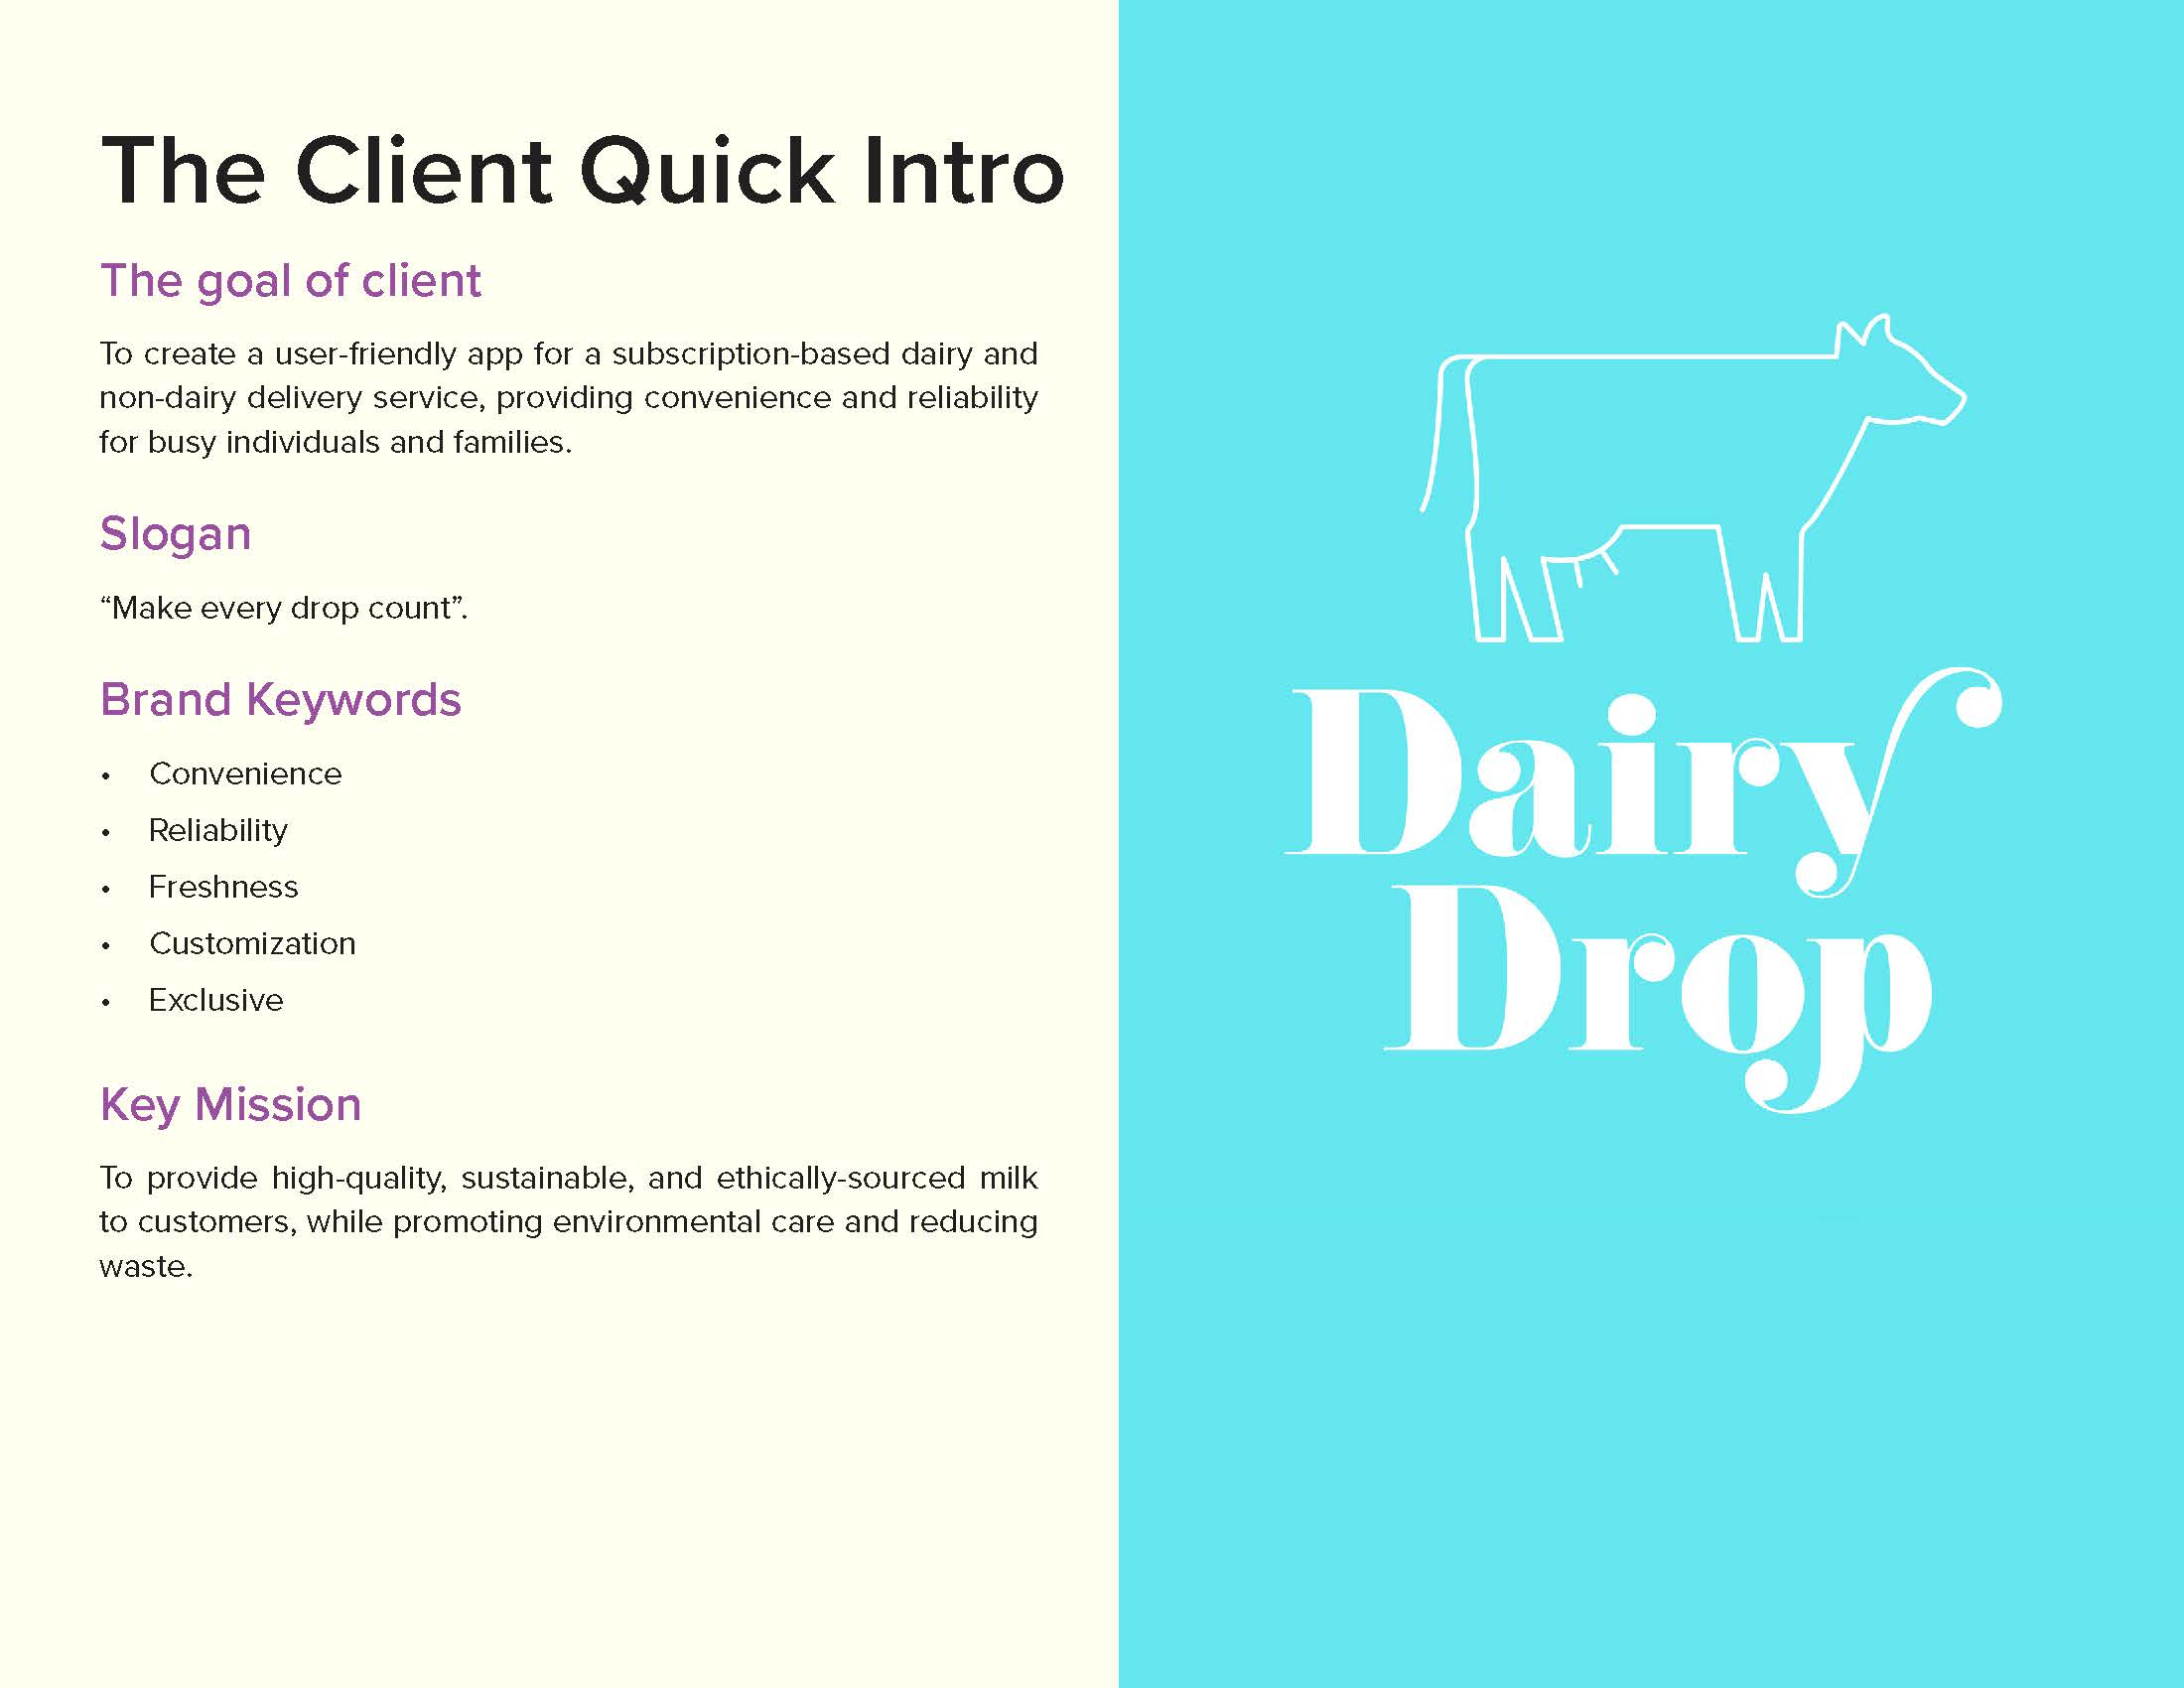 The Client Quick Intro
The goal of client
To create a user-friendly app for a subscription-based dairy and
non-dairy delivery service, providing convenience and reliability
for busy individuals and families.
Slogan
“Make every drop count”.
Brand Keywords
• Convenience
• Reliability
• Freshness
• Customization
• Exclusive
Key Mission
To provide high-quality, sustainable, and ethically-sourced milk
to customers, while promoting environmental care and reducing
waste.
Dairy
Drop